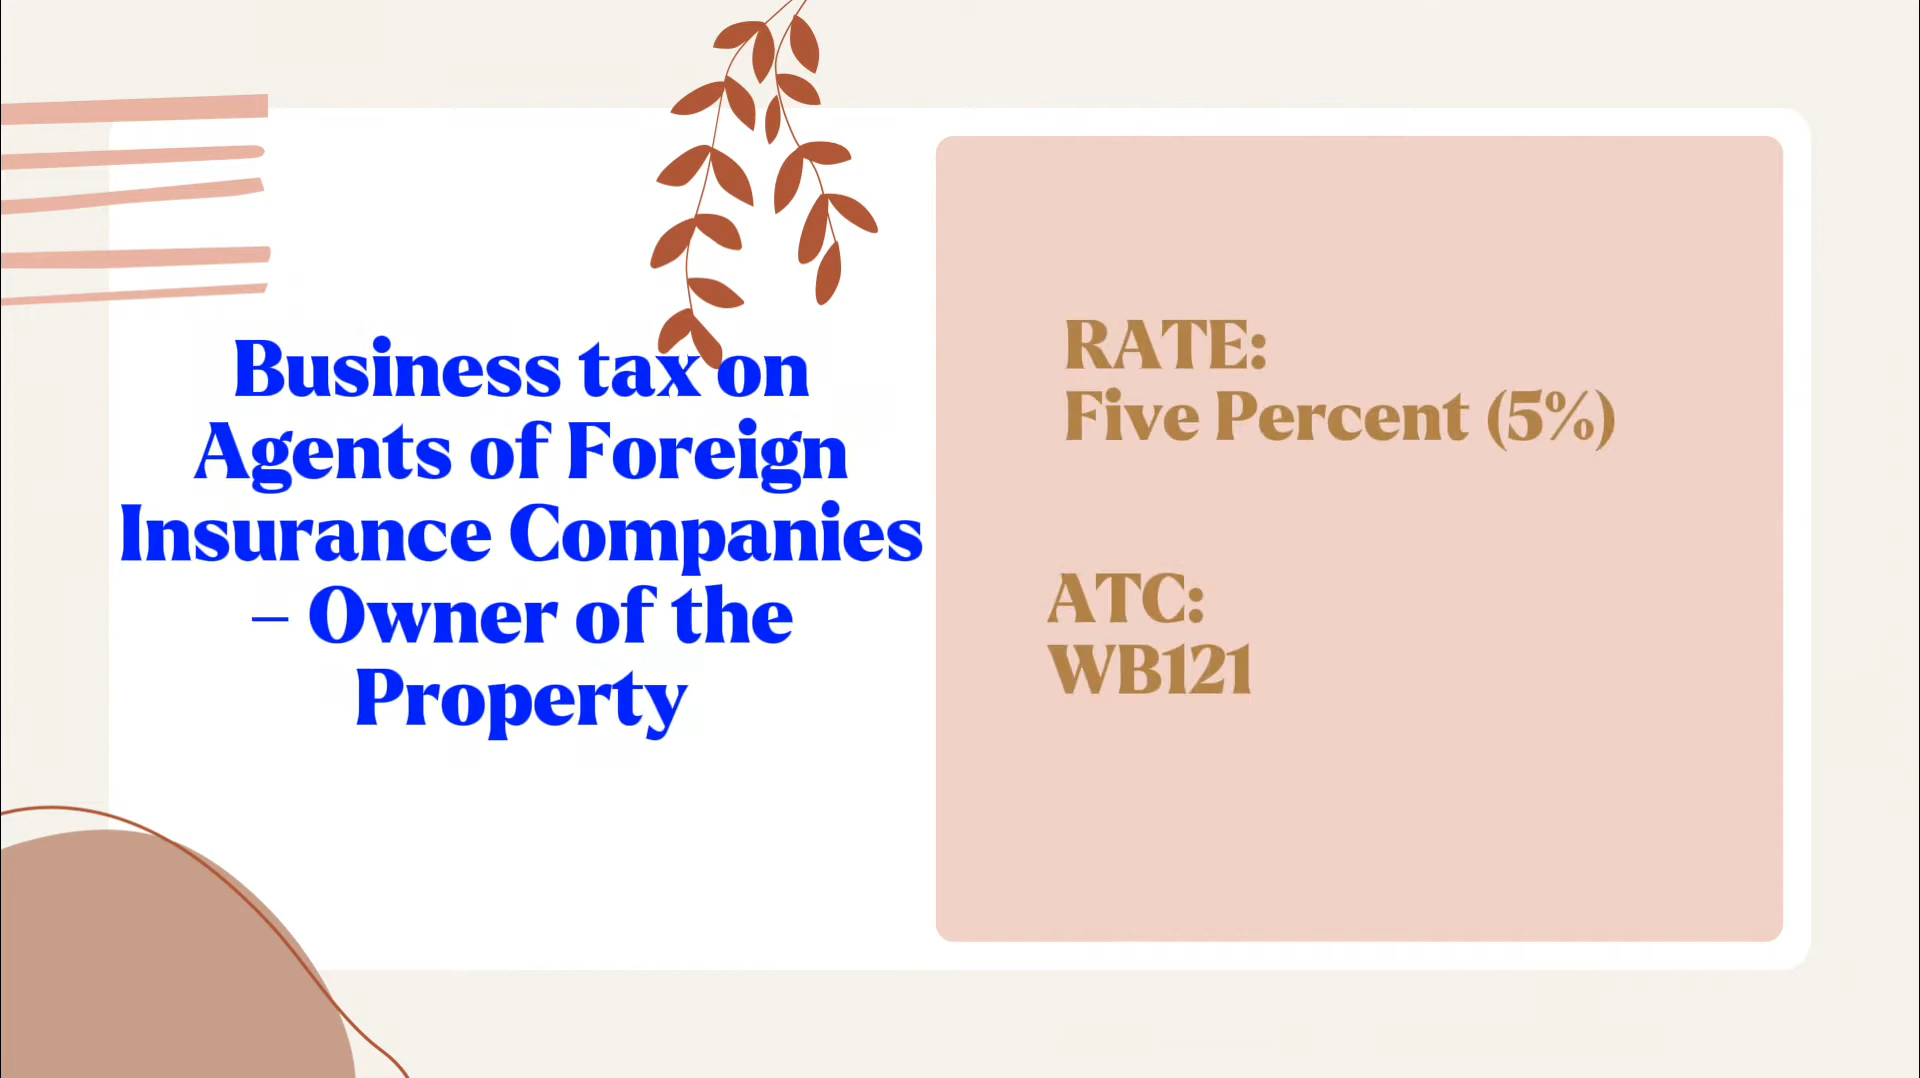 Business tax on
Agents of Foreign
Insurance Companies
– Owner of the
Property
RATE:
Five Percent (5%)
ATC:
WB121